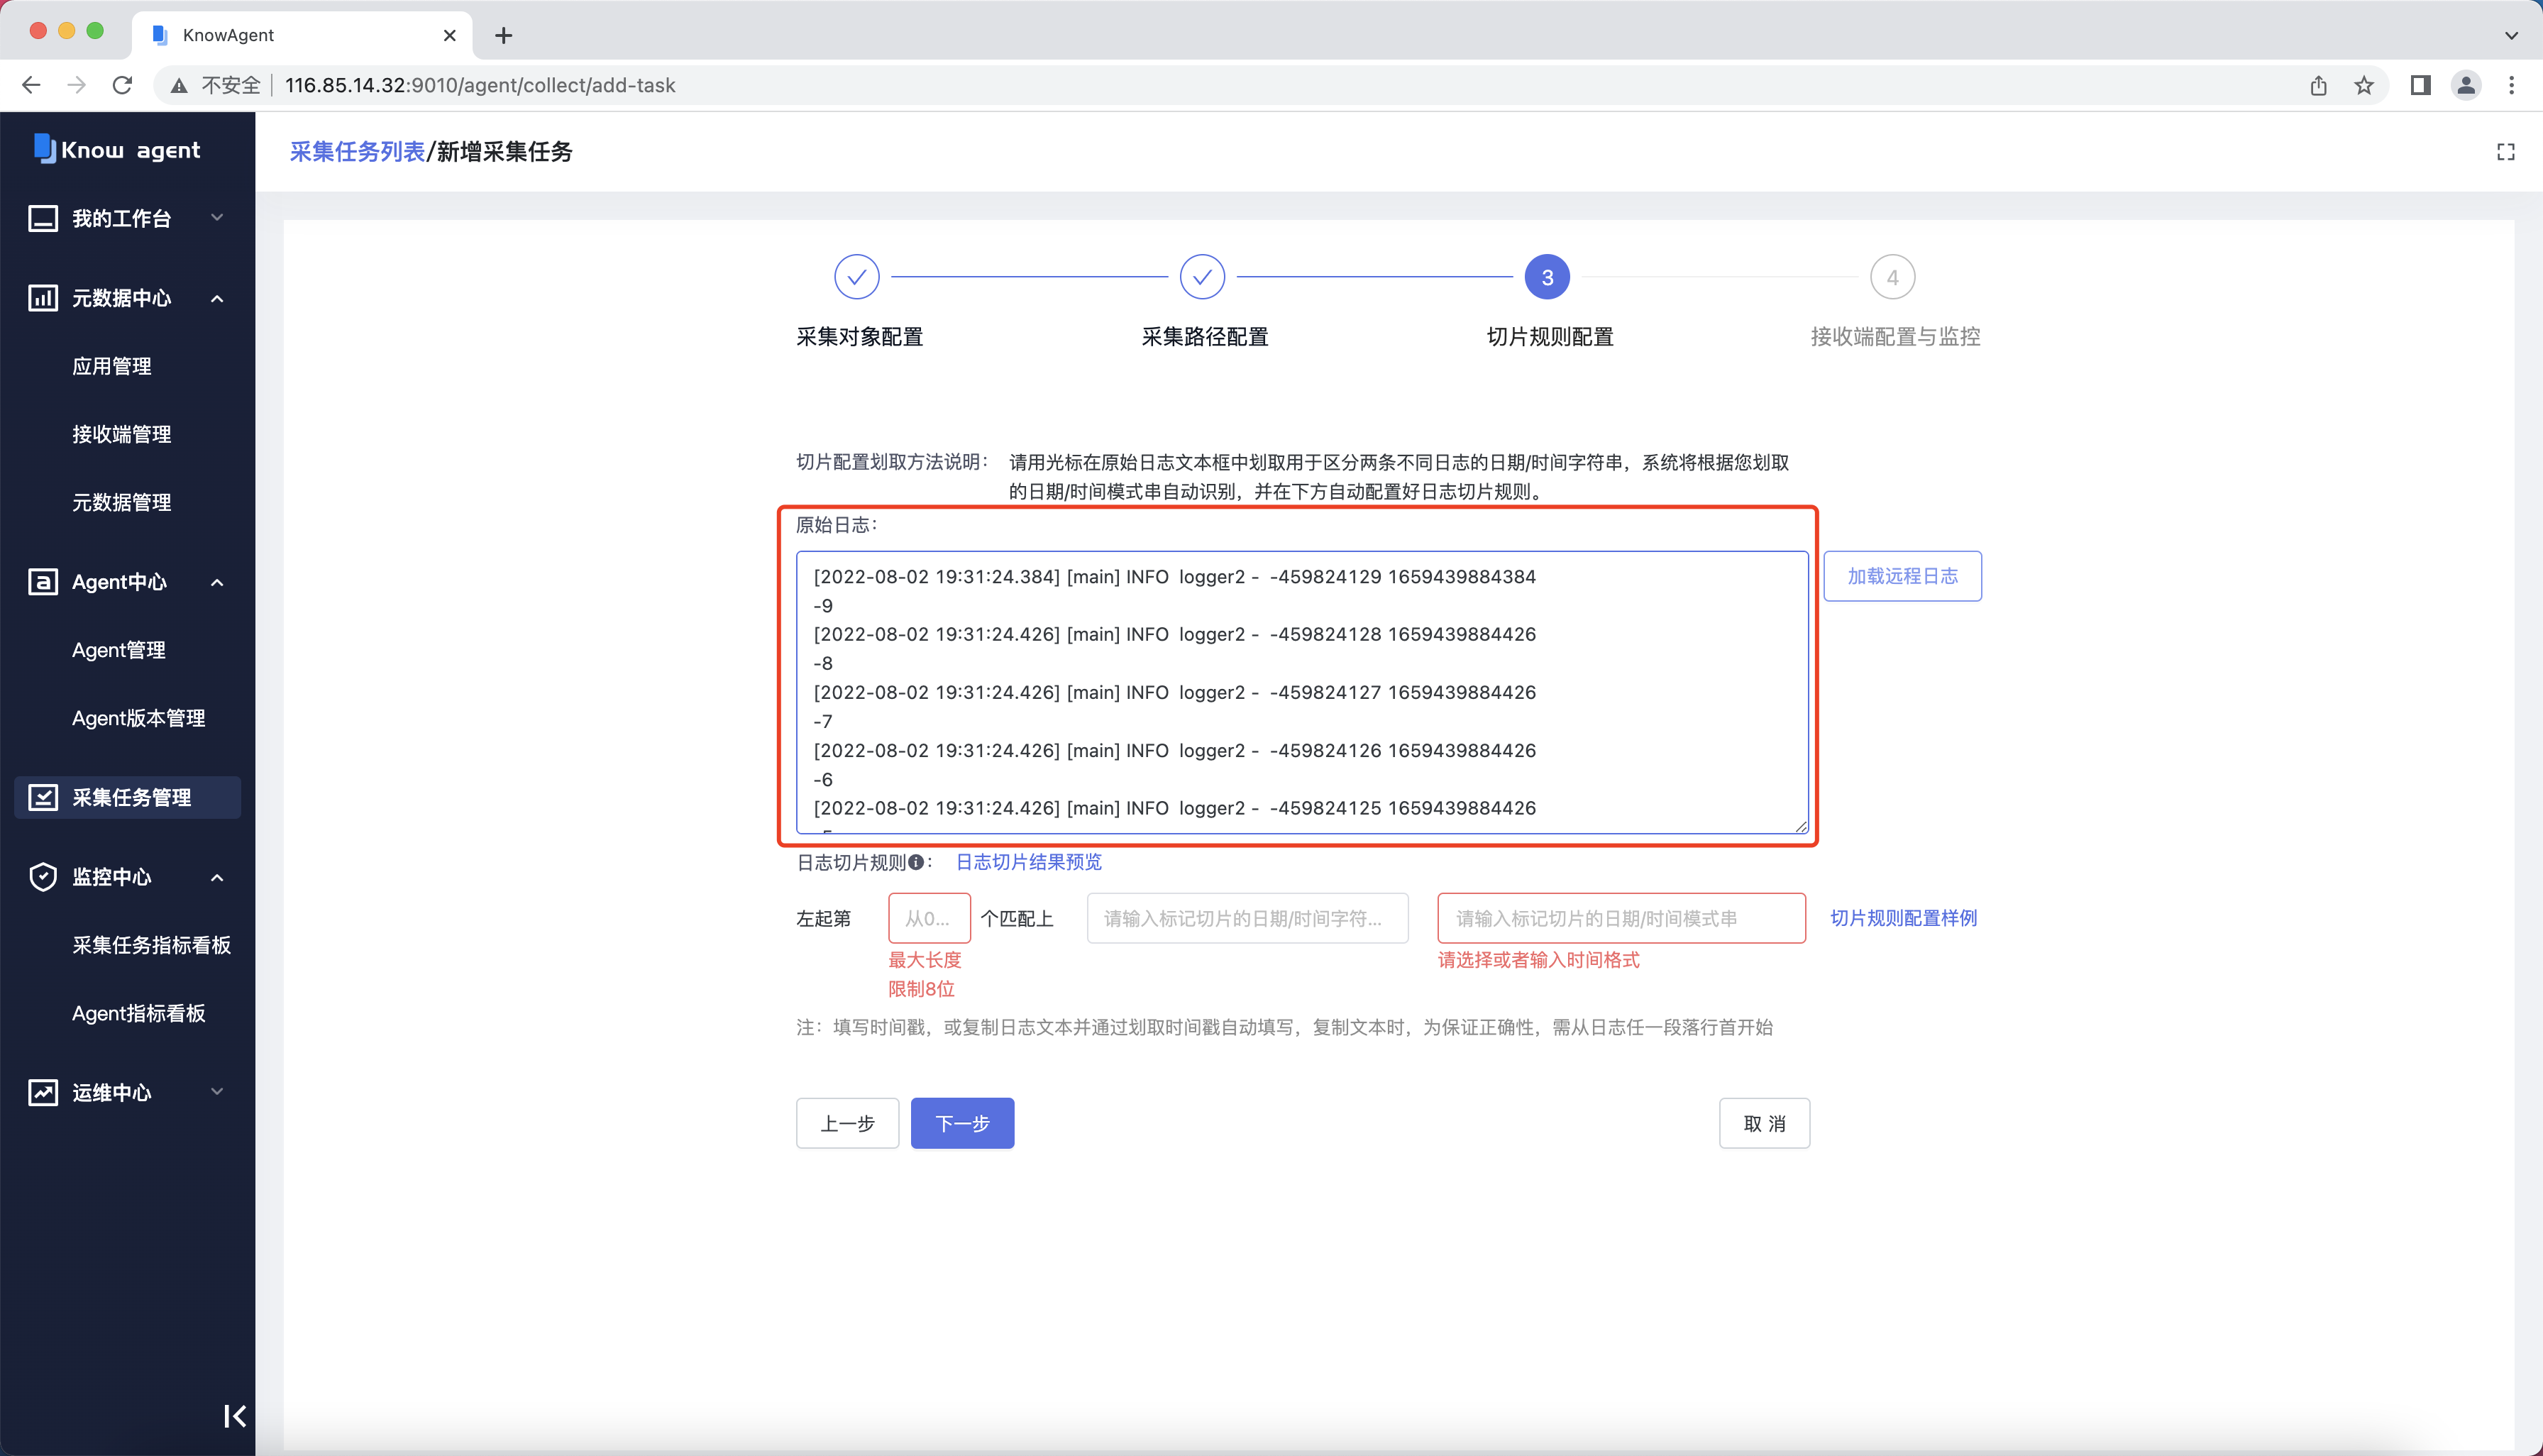 KnowAgent
不安全
116.85.14.32:9010/agent/collect/add-task
Know agent
采集任务列表/新增采集任务
我的工作台
元数据中心
应用管理
接收端管理
元数据管理
Agent中心
Agent管理
Agent版本管理
采集任务管理
监控中心
采集任务指标看板
Agent指标看板
运维中心
3
4
采集对象配置
采集路径配置
切片规则配置
接收端配置与监控
切片配置划取方法说明： 请用光标在原始日志文本框中划取用于区分两条不同日志的日期/时间字符串，系统将根据您划取
的日期/时间模式串自动识别，并在下方自动配置好日志切片规则。
原始日志：
[2022-08-02 19:31:24.384] [main] INFO  logger2 -  -459824129 1659439884384
-9
[2022-08-02 19:31:24.426] [main] INFO  logger2 -  -459824128 1659439884426
-8
[2022-08-02 19:31:24.426] [main] INFO  logger2 -  -459824127 1659439884426
-7
[2022-08-02 19:31:24.426] [main] INFO  logger2 -  -459824126 1659439884426
-6
[2022-08-02 19:31:24.426] [main] INFO  logger2 -  -459824125 1659439884426
加载远程日志
日志切片规则： 日志切片结果预览
左起第 从0... 个匹配上 请输入标记切片的日期/时间字符... 请输入标记切片的日期/时间模式串 切片规则配置样例
最大长度
限制8位
请选择或者输入时间格式
注：填写时间戳，或复制日志文本并通过划取时间戳自动填写，复制文本时，为保证正确性，需从日志任一段落行首开始
上一步 下一步 取 消